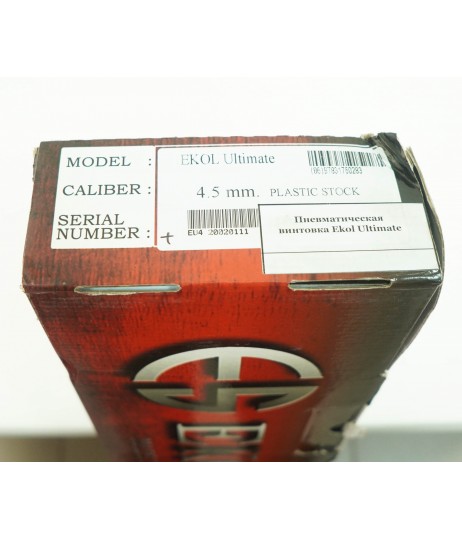 MODEL : EKOL Ultimate
CALIBER : 4.5 mm. PLASTIC STOCK
SERIAL
NUMBER : +
EU4 20020111
Пневматическая
винтовка Ekol Ultimate